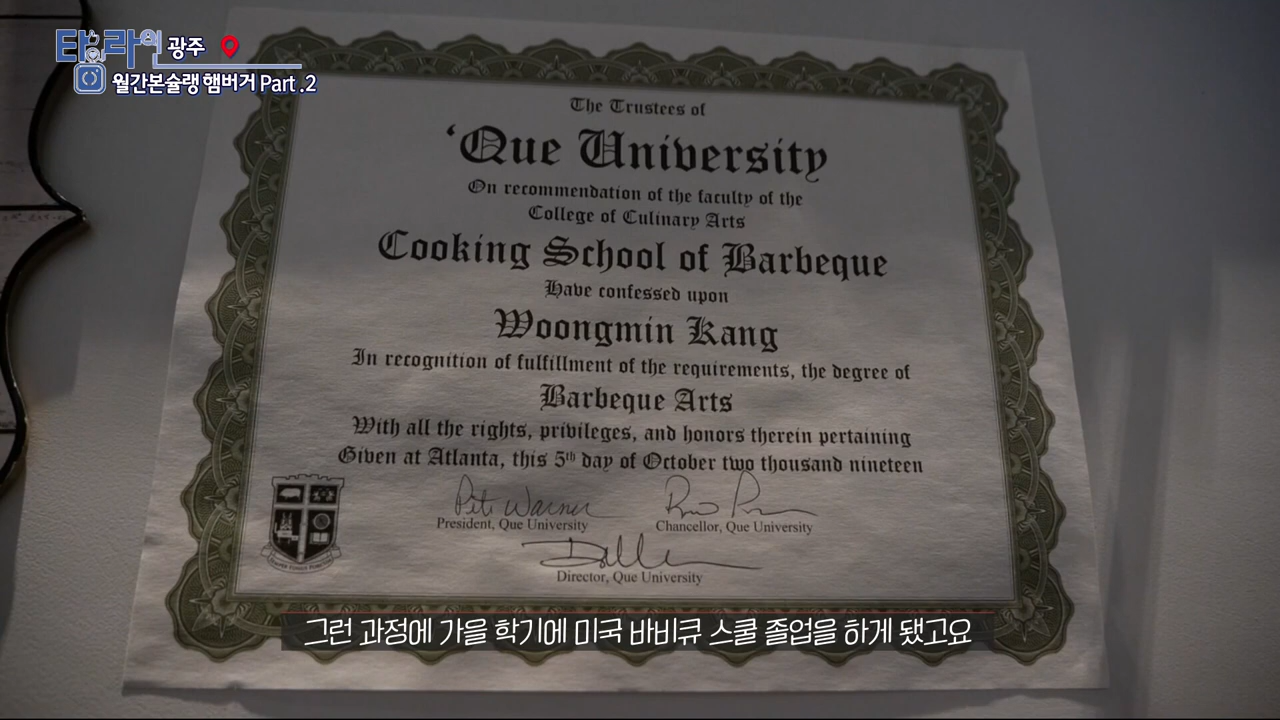 타라의 광주
월간본슐랭 햄버거 Part .2
The Trustees of
‘Que University
On recommendation of the faculty of the
College of Culinary Arts
Cooking School of Barbeque
Have confessed upon
Woongmin Kang
In recognition of fulfillment of the requirements, the degree of
Barbeque Arts
With all the rights, privileges, and honors therein pertaining
Given at Atlanta, this 5th day of October two thousand nineteen
Pete Warner
President, Que University
Chancellor, Que University
Director, Que University
그런 과정에 가을 학기에 미국 바비큐 스쿨 졸업을 하게 됐고요